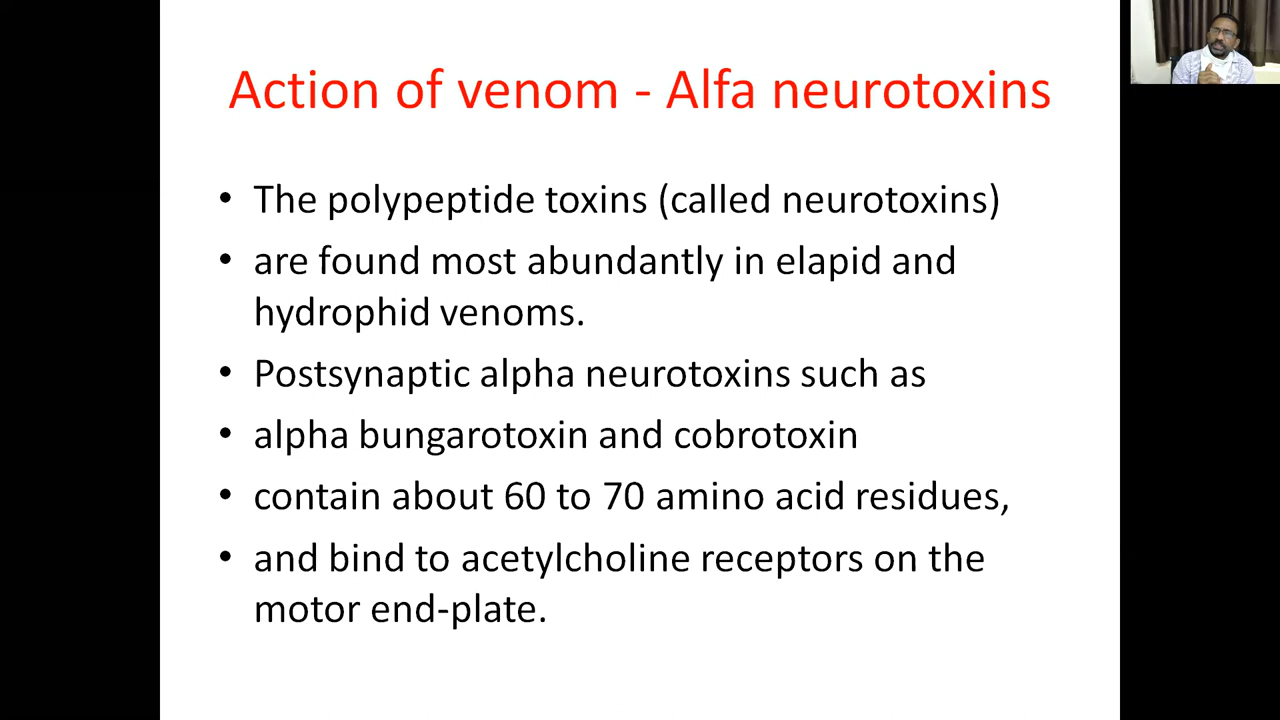 Action of venom - Alfa neurotoxins
• The polypeptide toxins (called neurotoxins)
• are found most abundantly in elapid and
hydrophid venoms.
• Postsynaptic alpha neurotoxins such as
• alpha bungarotoxin and cobrotoxin
• contain about 60 to 70 amino acid residues,
• and bind to acetylcholine receptors on the
motor end-plate.